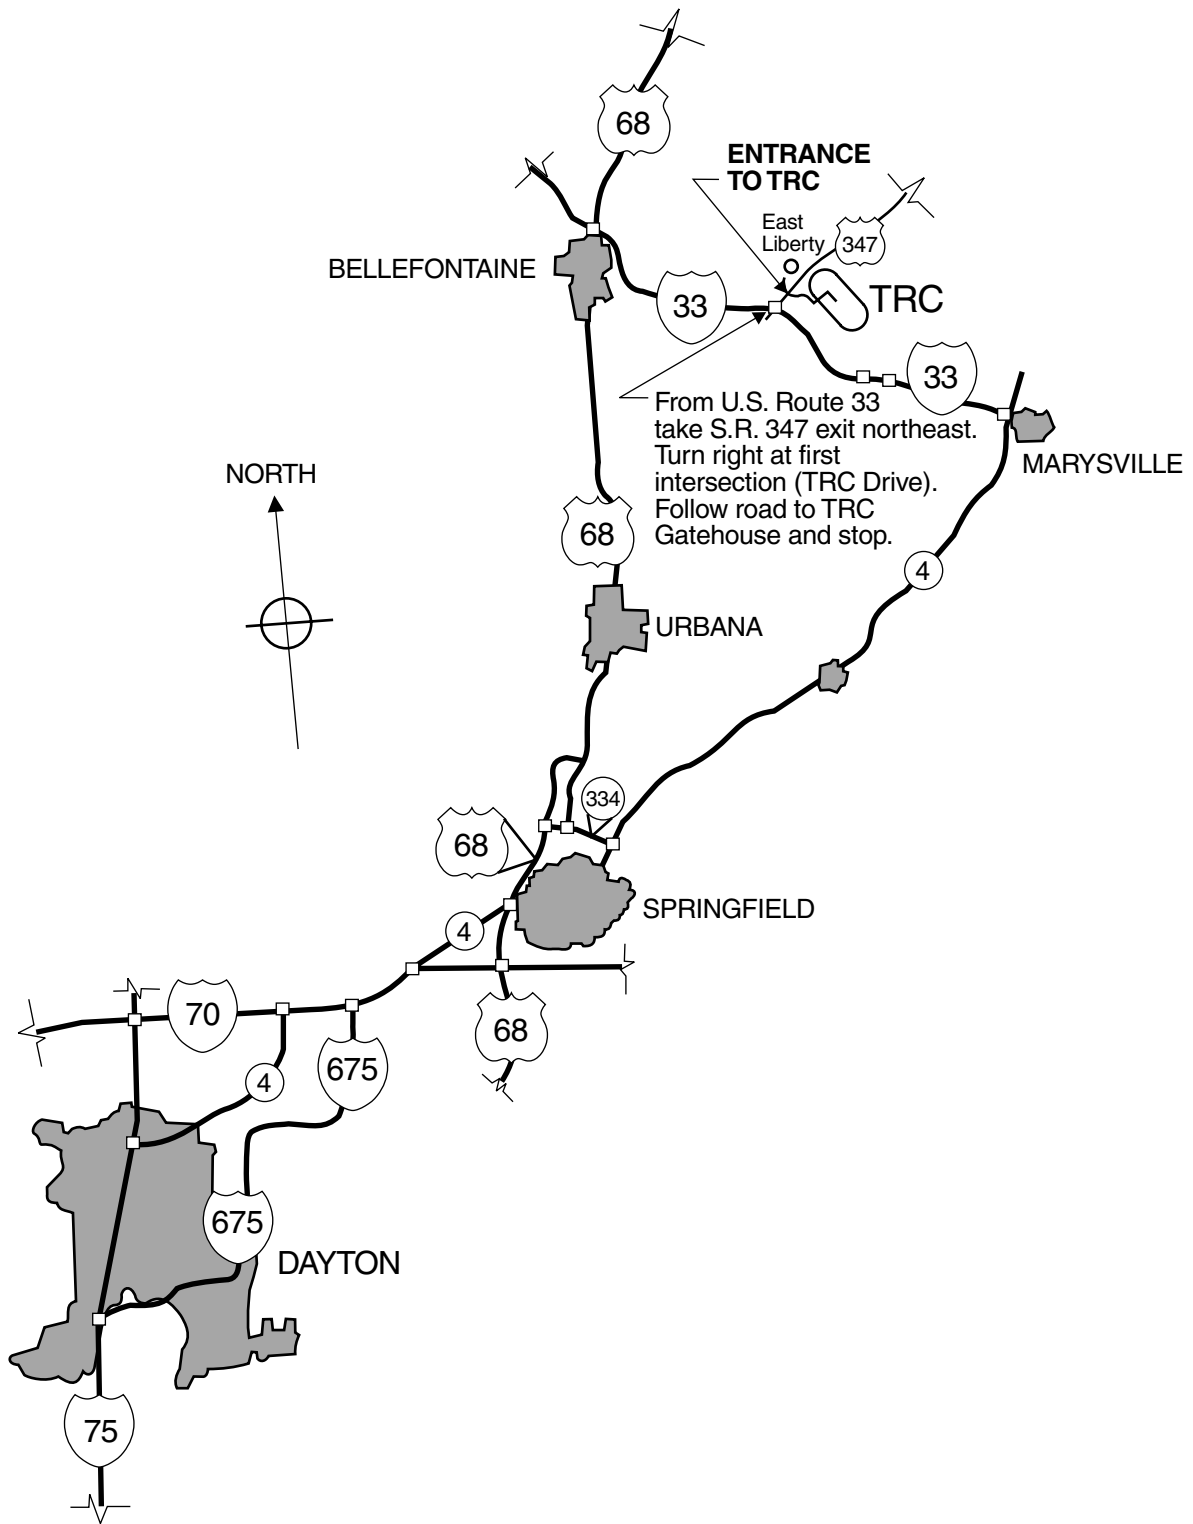 68
ENTRANCE
TO TRC
East
Liberty
347
BELLEFONTAINE
33
TRC
33
From U.S. Route 33
take S.R. 347 exit northeast.
Turn right at first
intersection (TRC Drive).
Follow road to TRC
Gatehouse and stop.
MARYSVILLE
NORTH
68
4
URBANA
334
68
SPRINGFIELD
4
70
68
675
4
675
DAYTON
75